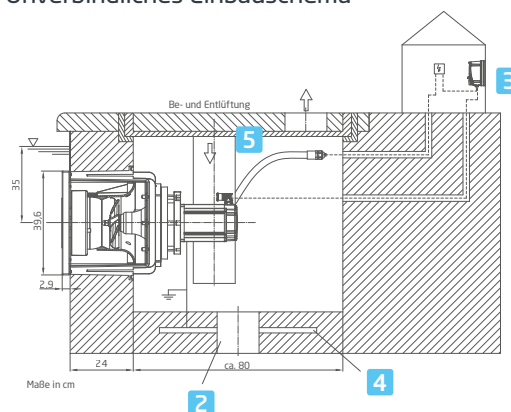 Unverbindliches Einbauschema
Be- und Entlüftung
3
5
35
39.6
2.9
24
ca. 80
Maße in cm
2
4